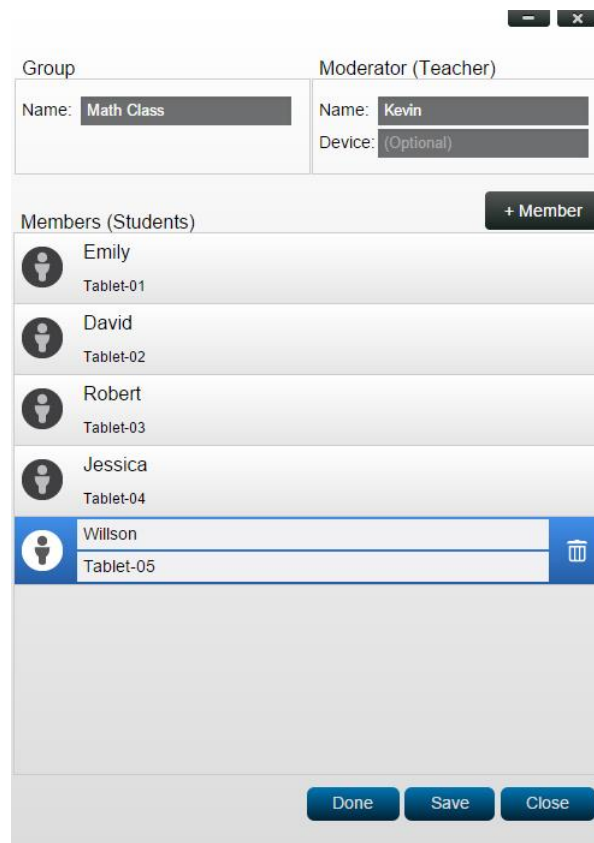 Group
Moderator (Teacher)
Name: Math Class
Name: Kevin
Device: (Optional)
Members (Students)
+ Member
Emily
Tablet-01
David
Tablet-02
Robert
Tablet-03
Jessica
Tablet-04
Willson
Tablet-05
Done
Save
Close